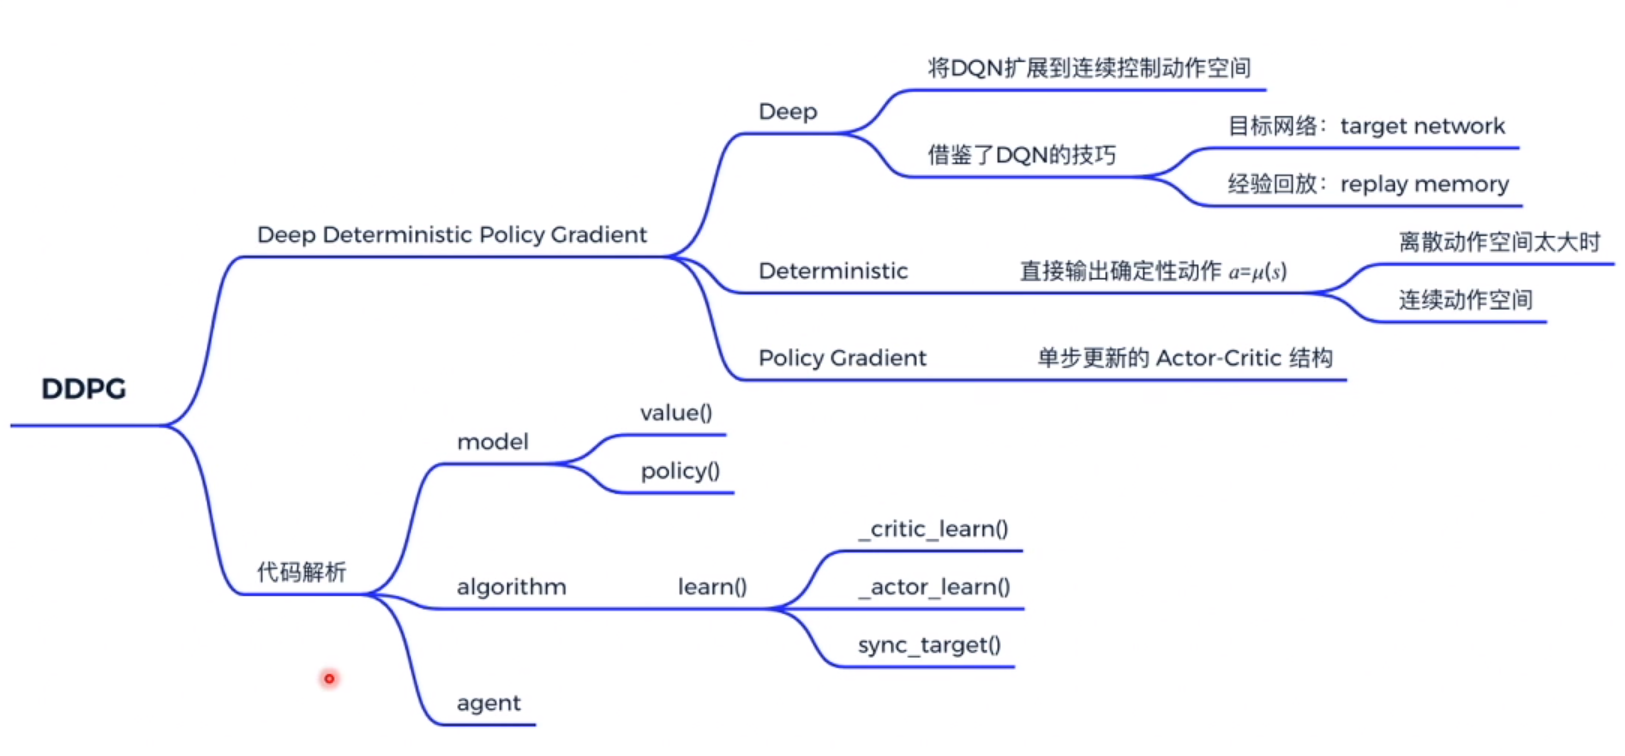 DDPG
Deep Deterministic Policy Gradient
Deep
将DQN扩展到连续控制动作空间
借鉴了DQN的技巧
目标网络：target network
经验回放：replay memory
Deterministic
直接输出确定性动作 a=μ(s)
离散动作空间太大时
连续动作空间
Policy Gradient
单步更新的 Actor-Critic 结构
代码解析
model
value()
policy()
algorithm
learn()
_critic_learn()
_actor_learn()
sync_target()
agent